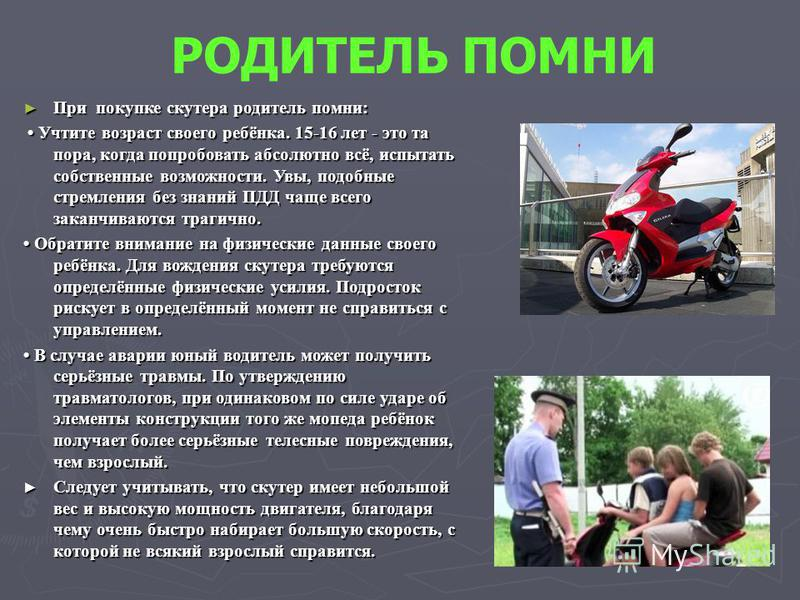 РОДИТЕЛЬ ПОМНИ
► При покупке скутера родитель помни:
• Учтите возраст своего ребёнка. 15-16 лет - это та
пора, когда попробовать абсолютно всё, испытать
собственные возможности. Увы, подобные
стремления без знаний ПДД чаще всего
заканчиваются трагично.
• Обратите внимание на физические данные своего
ребёнка. Для вождения скутера требуются
определённые физические усилия. Подросток
рискует в определённый момент не справиться с
управлением.
• В случае аварии юный водитель может получить
серьёзные травмы. По утверждению
травматологов, при одинаковом по силе ударе об
элементы конструкции того же мопеда ребёнок
получает более серьёзные телесные повреждения,
чем взрослый.
► Следует учитывать, что скутер имеет небольшой
вес и высокую мощность двигателя, благодаря
чему очень быстро набирает большую скорость, с
которой не всякий взрослый справится.
MyShared